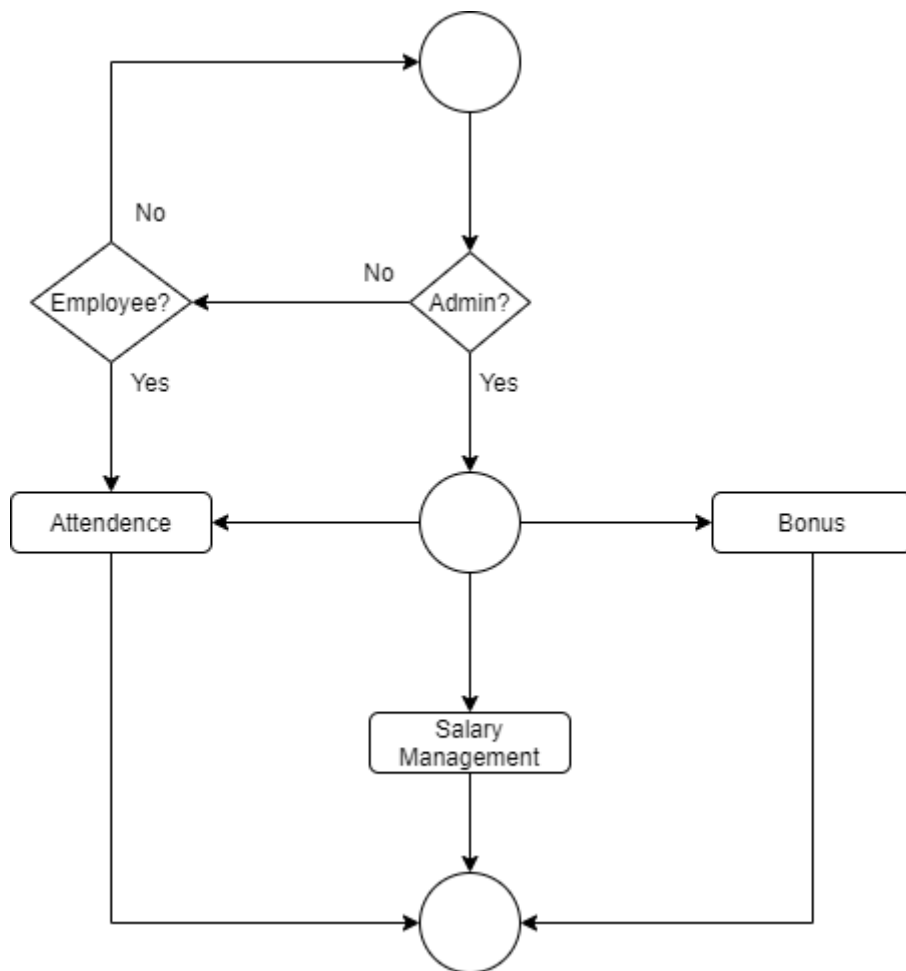 No
No
Employee?
Admin?
Yes
Yes
Attendence
Bonus
Salary
Management